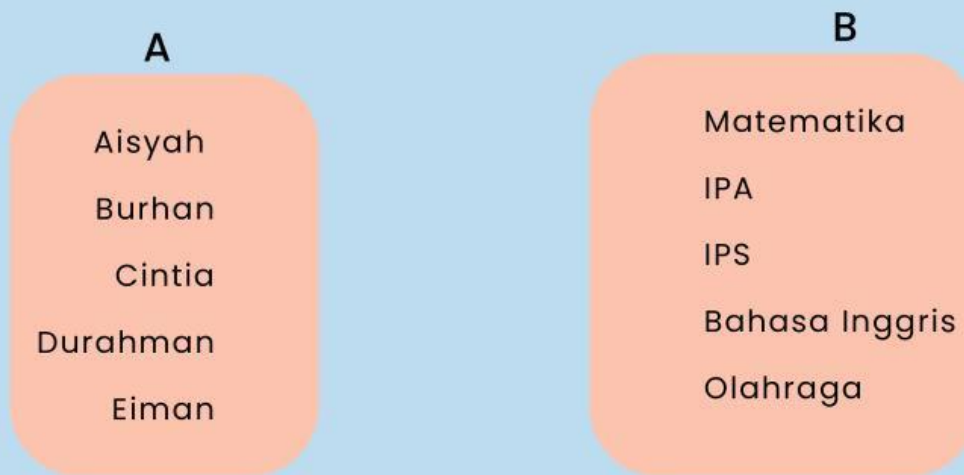 A
Aisyah
Burhan
Cintia
Durahman
Eiman
B
Matematika
IPA
IPS
Bahasa Inggris
Olahraga